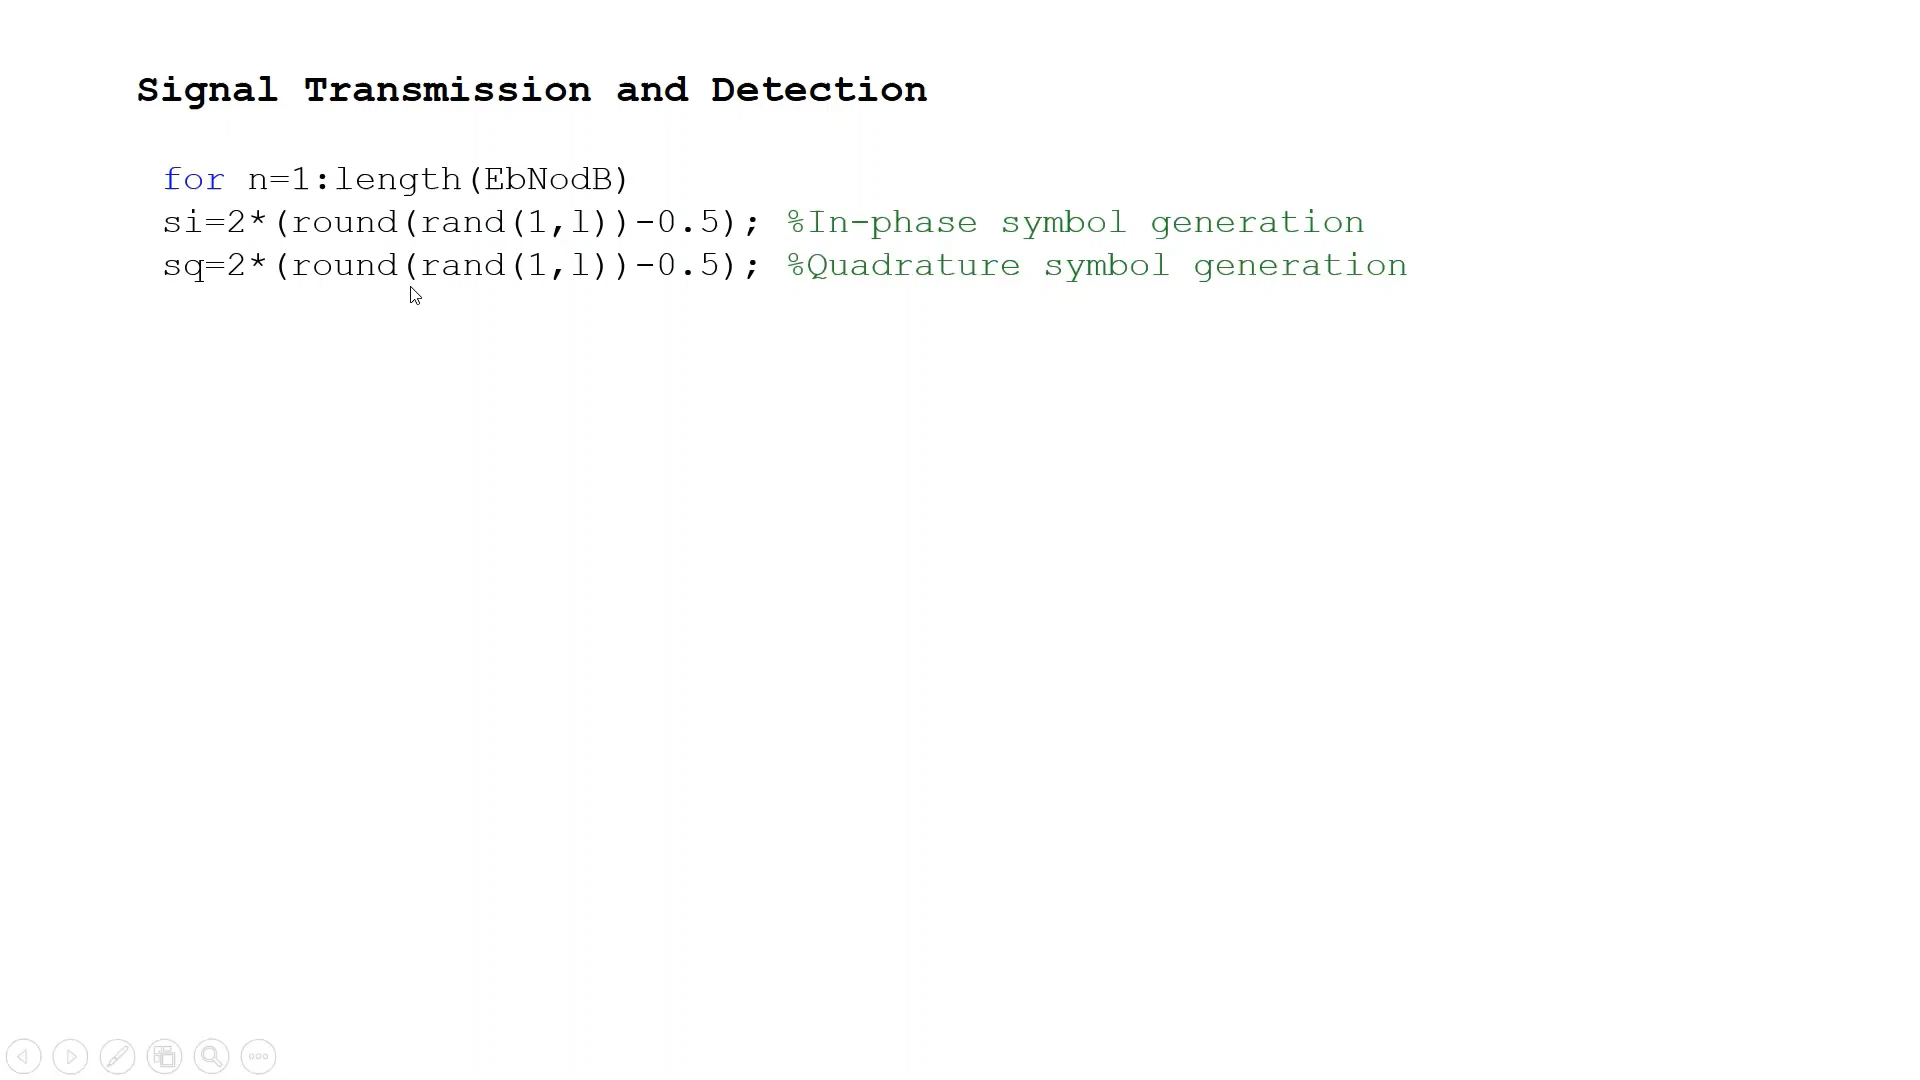 Signal Transmission and Detection
for n=1:length(EbNodB)
si=2*(round(rand(1,l))-0.5); %In-phase symbol generation
sq=2*(round(rand(1,l))-0.5); %Quadrature symbol generation